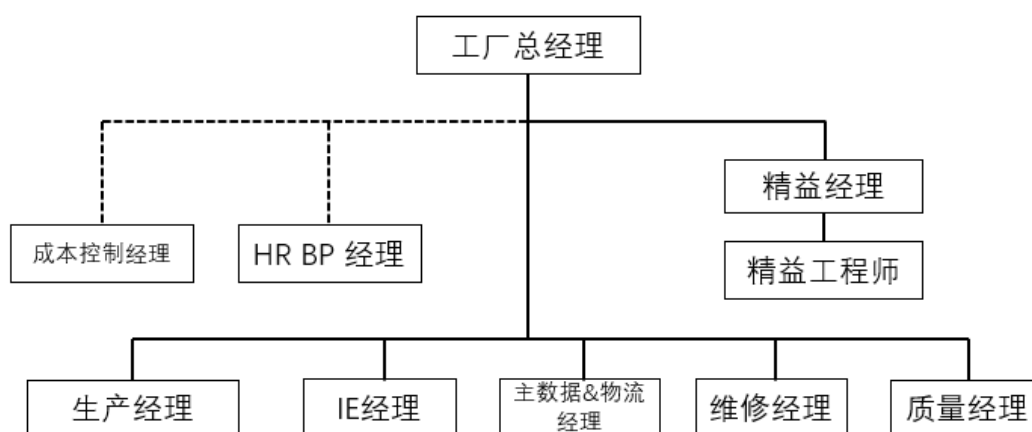 工厂总经理
精益经理
成本控制经理
HR BP 经理
精益工程师
生产经理
IE经理
主数据&物流
经理
维修经理
质量经理